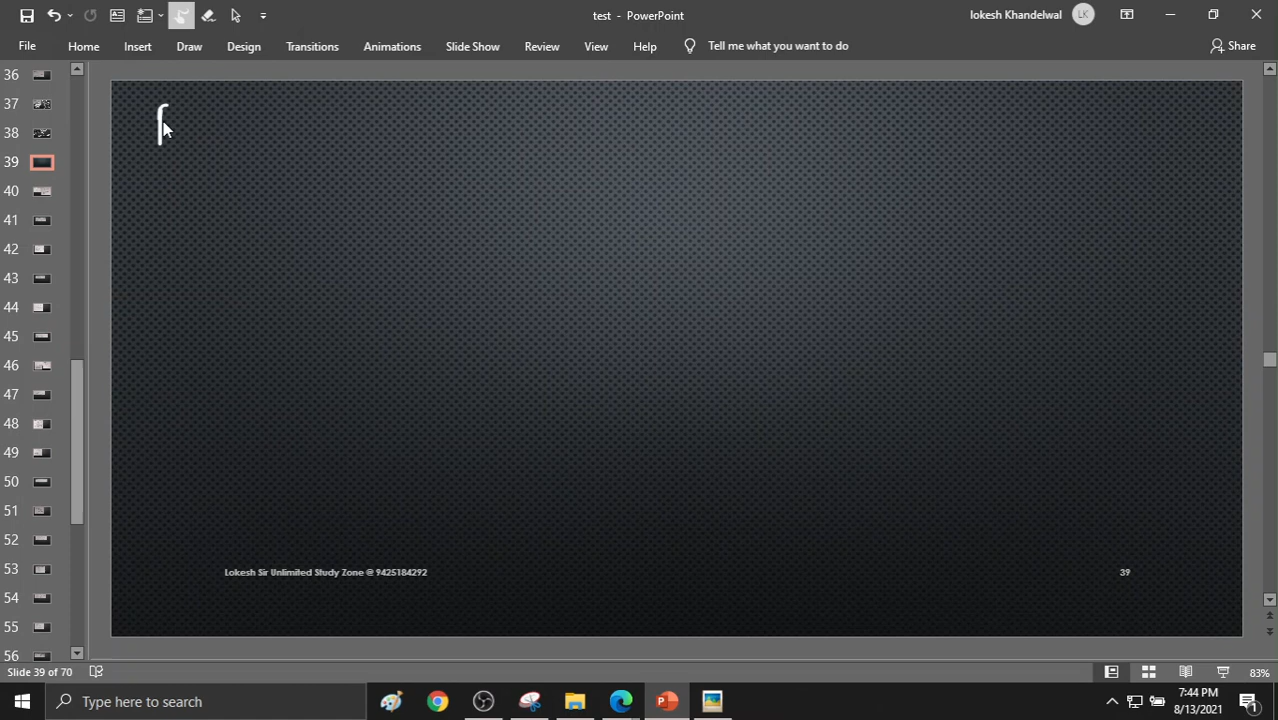 test - PowerPoint
lokesh Khandelwal
LK
File
Home
Insert
Draw
Design
Transitions
Animations
Slide Show
Review
View
Help
Tell me what you want to do
Share
36
37
38
39
40
41
42
43
44
45
46
47
48
49
50
51
52
53
54
55
56
Lokesh Sir Unlimited Study Zone @ 9425184292
39
Slide 39 of 70
83%
Type here to search
7:44 PM
8/13/2021
1